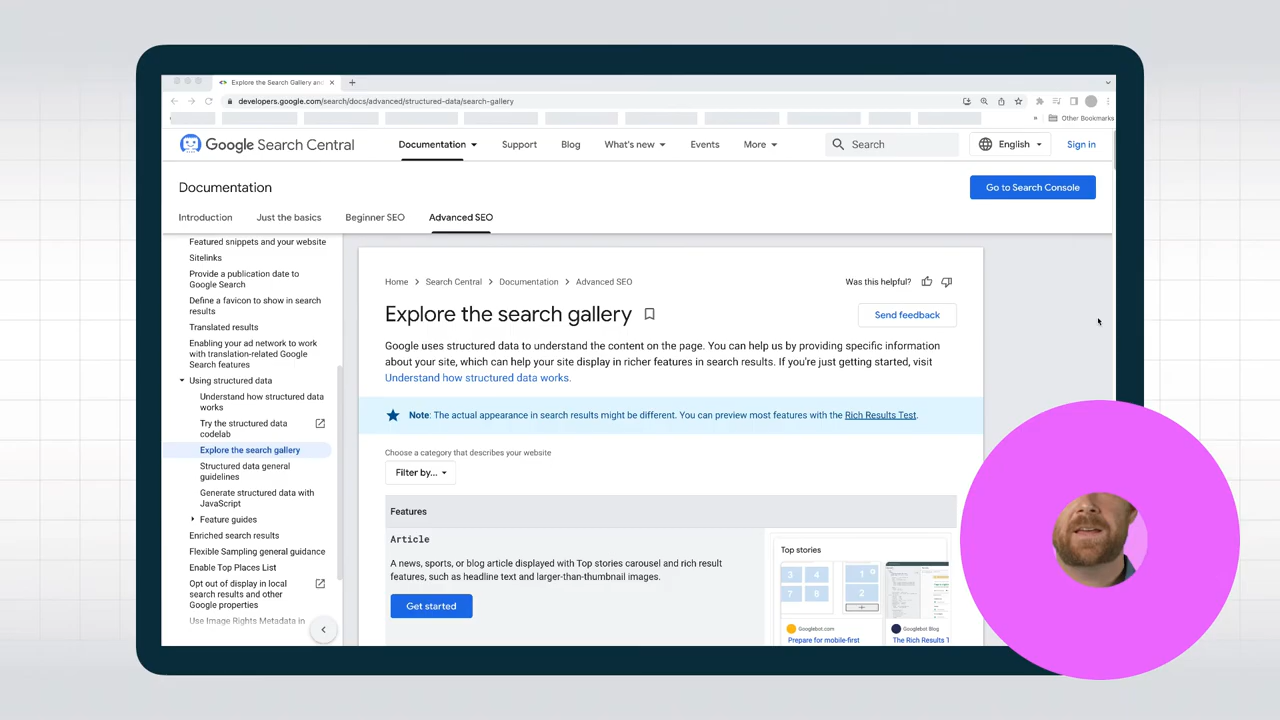 Explore the Search Gallery and
developers.google.com/search/docs/advanced/structured-data/search-gallery
Other Bookmarks
Google Search Central
Documentation
Support
Blog
What's new
Events
More
Search
English
Sign in
Documentation
Go to Search Console
Introduction
Just the basics
Beginner SEO
Advanced SEO
Featured snippets and your website
Sitelinks
Provide a publication date to
Google Search
Define a favicon to show in search
results
Translated results
Enabling your ad network to work
with translation-related Google
Search features
Using structured data
Understand how structured data
works
Try the structured data
codelab
Explore the search gallery
Structured data general
guidelines
Generate structured data with
JavaScript
Feature guides
Enriched search results
Flexible Sampling general guidance
Enable Top Places List
Opt out of display in local
search results and other
Google properties
Use Image Rights Metadata in
Home > Search Central > Documentation > Advanced SEO
Was this helpful?
Explore the search gallery
Send feedback
Google uses structured data to understand the content on the page. You can help us by providing specific information
about your site, which can help your site display in richer features in search results. If you're just getting started, visit
Understand how structured data works.
Note: The actual appearance in search results might be different. You can preview most features with the Rich Results Test.
Choose a category that describes your website
Filter by...
Features
Article
A news, sports, or blog article displayed with Top stories carousel and rich result
features, such as headline text and larger-than-thumbnail images.
Get started
Top stories
3 4
7 8
1
2
Googlebot.com
Prepare for mobile-first
Googlebot Blog
The Rich Results T